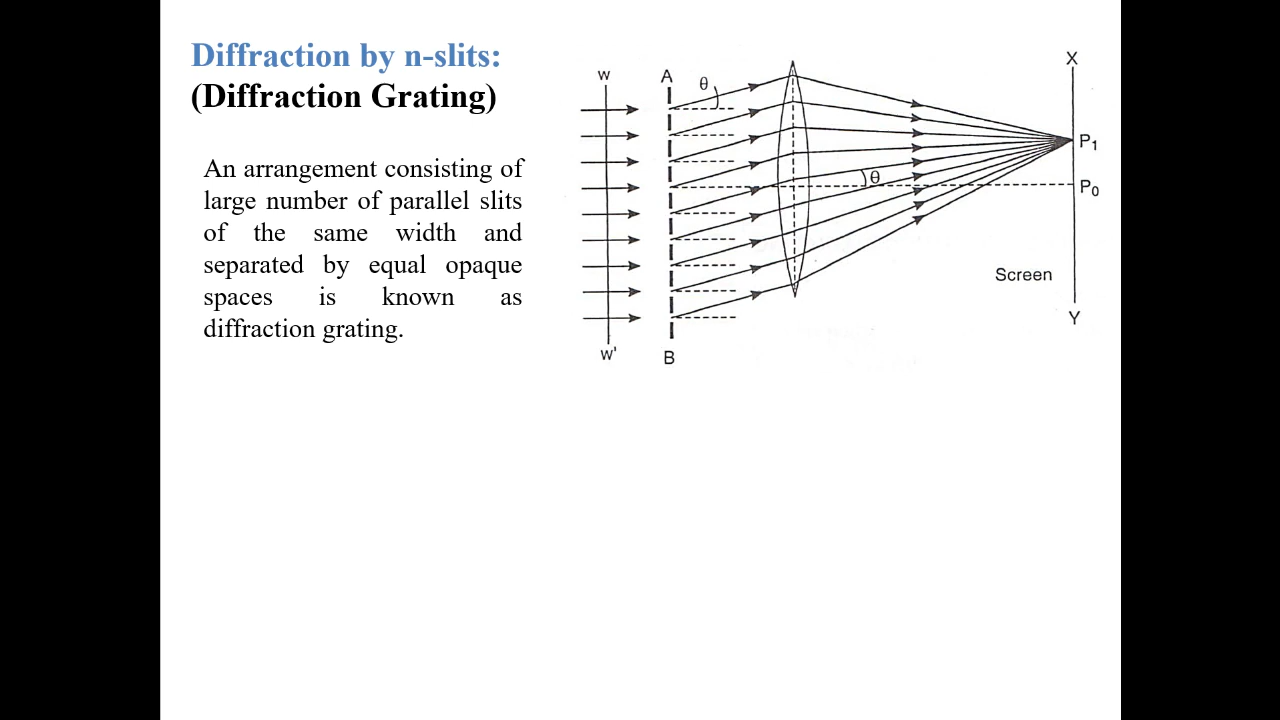 Diffraction by n-slits:
(Diffraction Grating)
An arrangement consisting of
large number of parallel slits
of the same width and
separated by equal opaque
spaces is known as
diffraction grating.
w
A
θ
X
P₁
θ
P₀
Screen
Y
w'
B